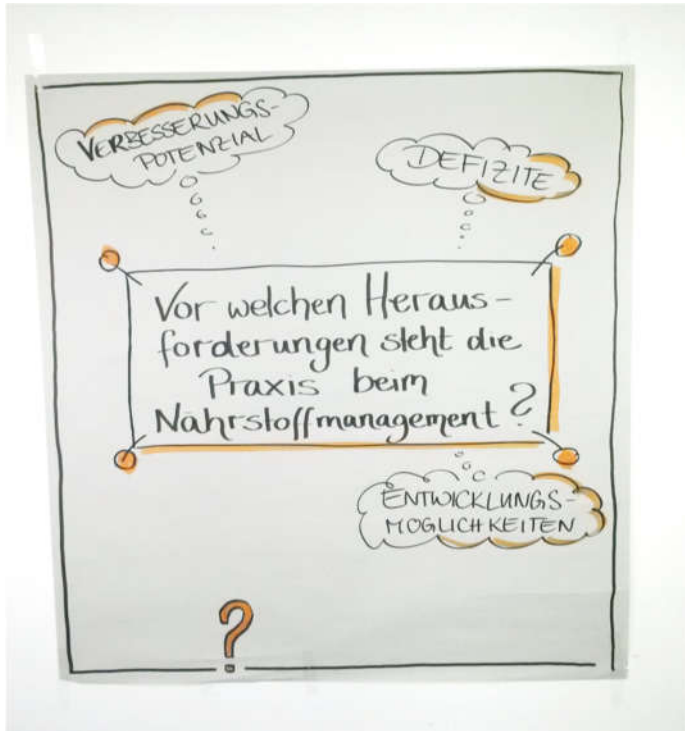 VERBESSERUNGS-
POTENZIAL
DEFIZITE
Vor welchen Heraus-
forderungen steht die
Praxis beim
Nährstoffmanagement?
ENTWICKLUNGS-
MÖGLICHKEITEN
?